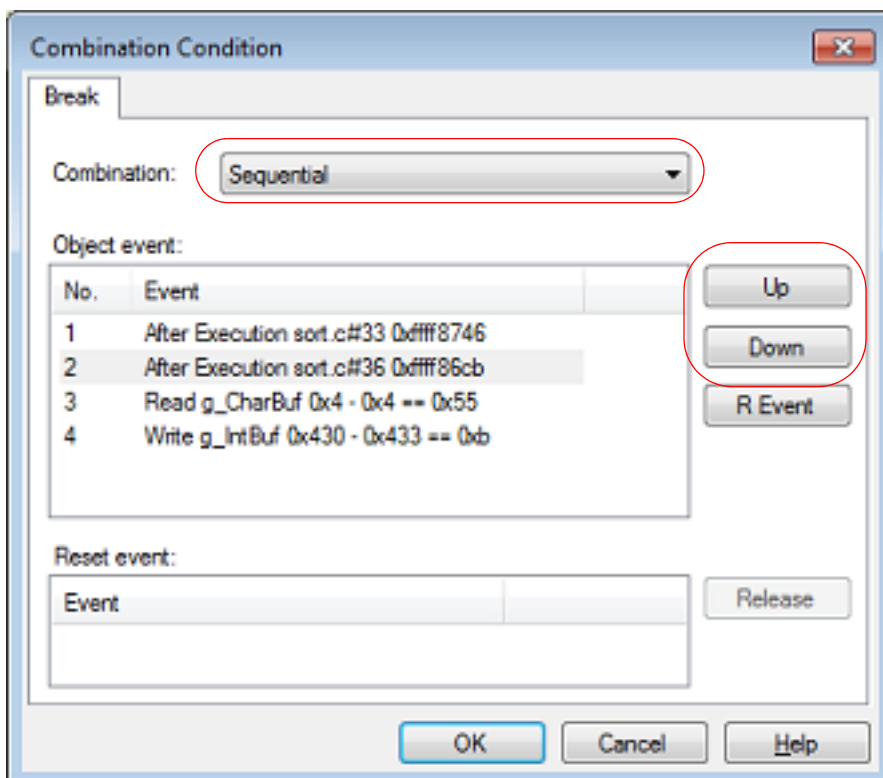 Combination Condition
Break
Combination: Sequential
Object event:
No. Event
1 After Execution sort.c#33 0xffff8746
2 After Execution sort.c#36 0xffff86cb
3 Read g_CharBuf 0x4 - 0x4 == 0x55
4 Write g_IntBuf 0x430 - 0x433 == 0xb
Up
Down
R Event
Reset event:
Event
Release
OK Cancel Help